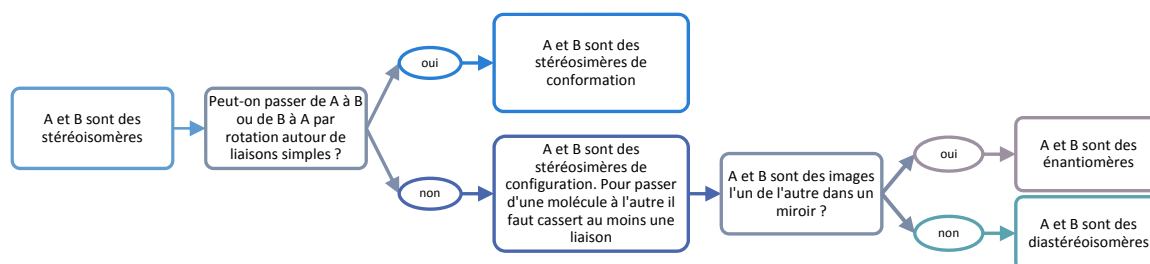 A et B sont des
stéréoisomères
Peut-on passer de A à B
ou de B à A par
rotation autour de
liaisons simples ?
oui
A et B sont des
stéréosimères de
conformation
non
A et B sont des
stéréosimères de
configuration. Pour passer
d'une molécule à l'autre il
faut cassert au moins une
liaison
A et B sont des images
l'un de l'autre dans un
miroir ?
oui
A et B sont des
énantiomères
non
A et B sont des
diastéréoisomères